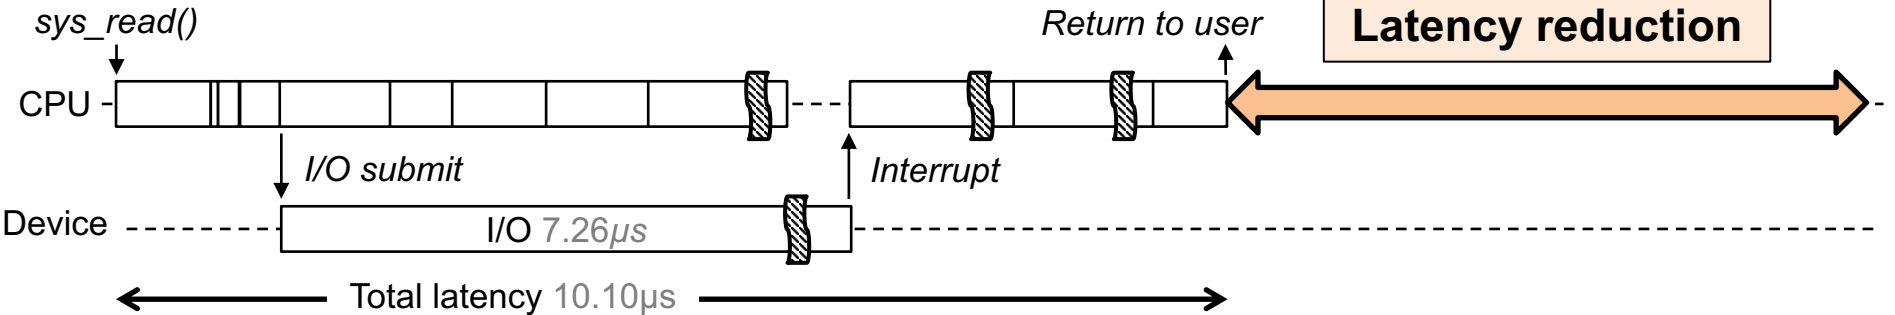 sys_read()
Return to user
Latency reduction
CPU
I/O submit
Interrupt
Device
I/O 7.26μs
Total latency 10.10μs